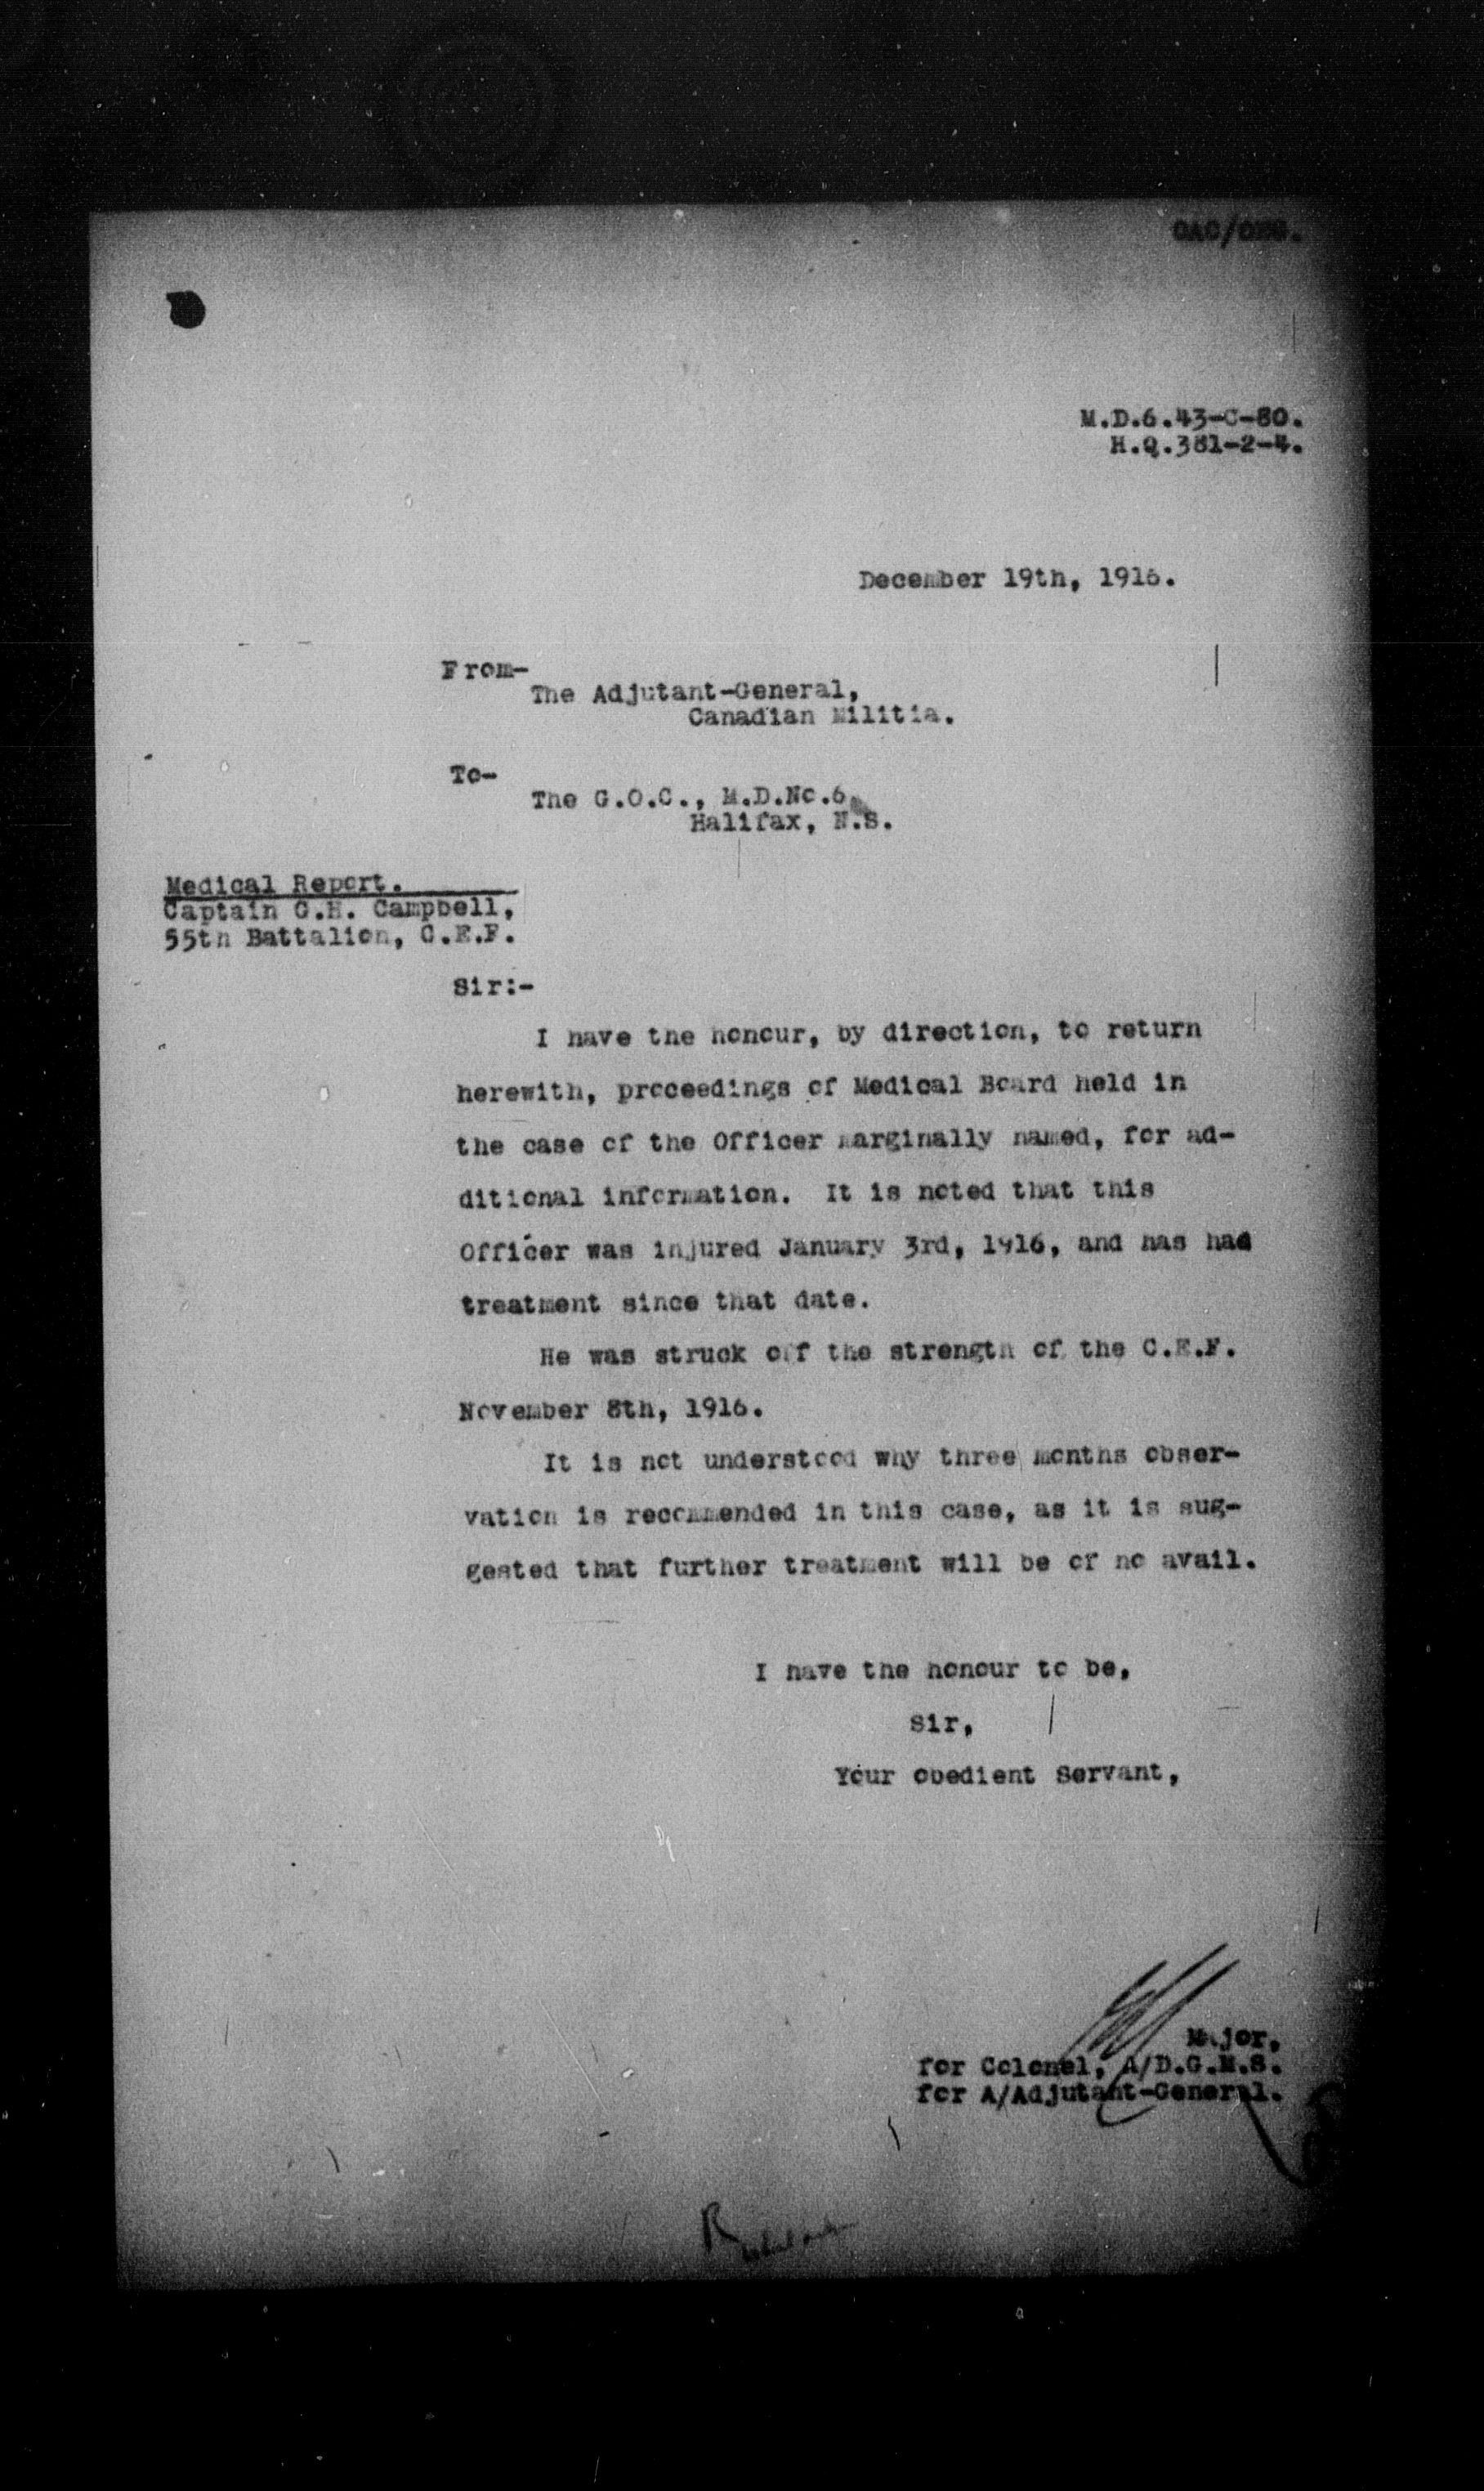 M.D.6.43-C-80.
H.Q.381-2-4.
December 19th, 1916.
From-
The Adjutant-General,
Canadian Militia.
To-
The G.O.C., M.D.No.6,
Halifax, N.S.
Medical Report.
Captain G.H. Campbell,
55th Battalion, C.E.F.
Sir:-
I have the honour, by direction, to return
herewith, proceedings of Medical Board held in
the case of the Officer marginally named, for ad-
ditional information. It is noted that this
Officer was injured January 3rd, 1916, and has had
treatment since that date.
He was struck off the strength of the C.E.F.
November 8th, 1916.
It is not understood why three months obser-
vation is recommended in this case, as it is sug-
gested that further treatment will be of no avail.
I have the honour to be,
Sir,
Your obedient Servant,
Major,
for Colonel, A/D.G.M.S.
for A/Adjutant-General.